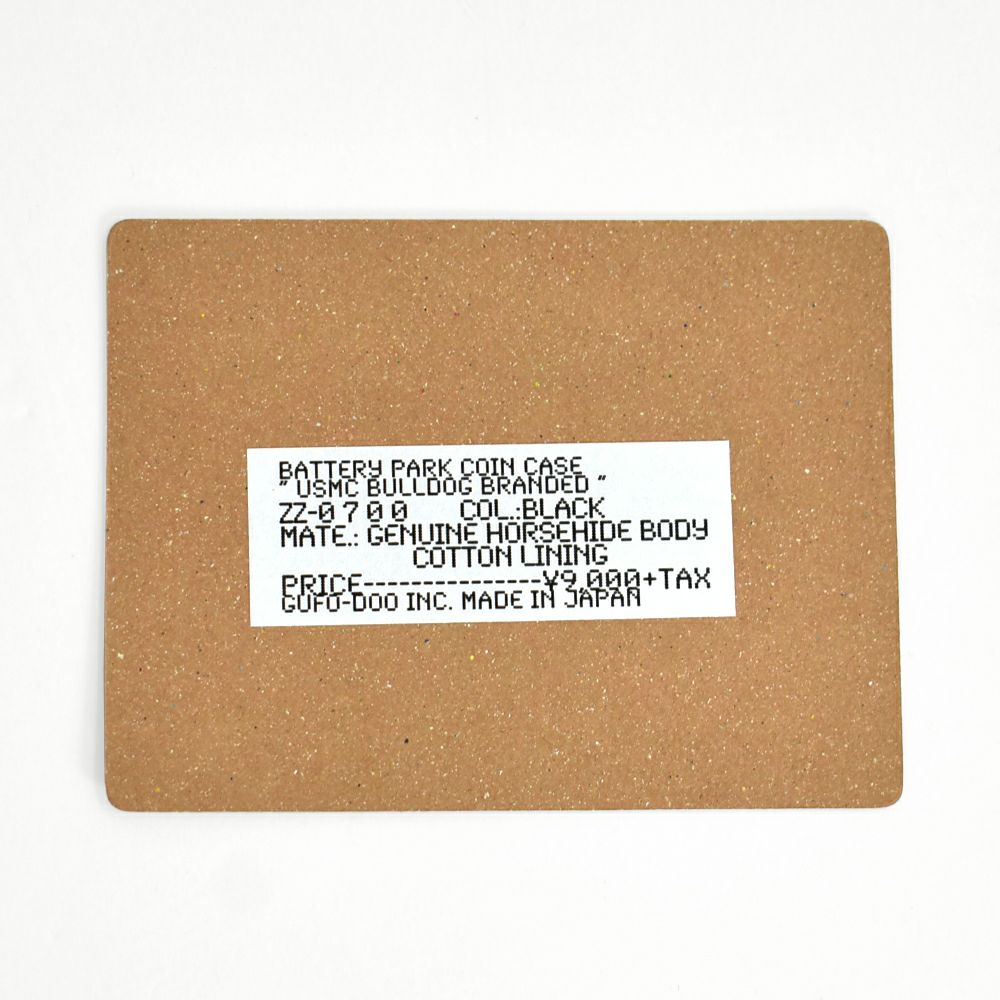 BATTERY PARK COIN CASE
" USMC BULLDOG BRANDED "
ZZ-0700 COL.:BLACK
MATE.: GENUINE HORSEHIDE BODY
COTTON LINING
PRICE---------------¥9,000+TAX
GUFO-DOO INC. MADE IN JAPAN